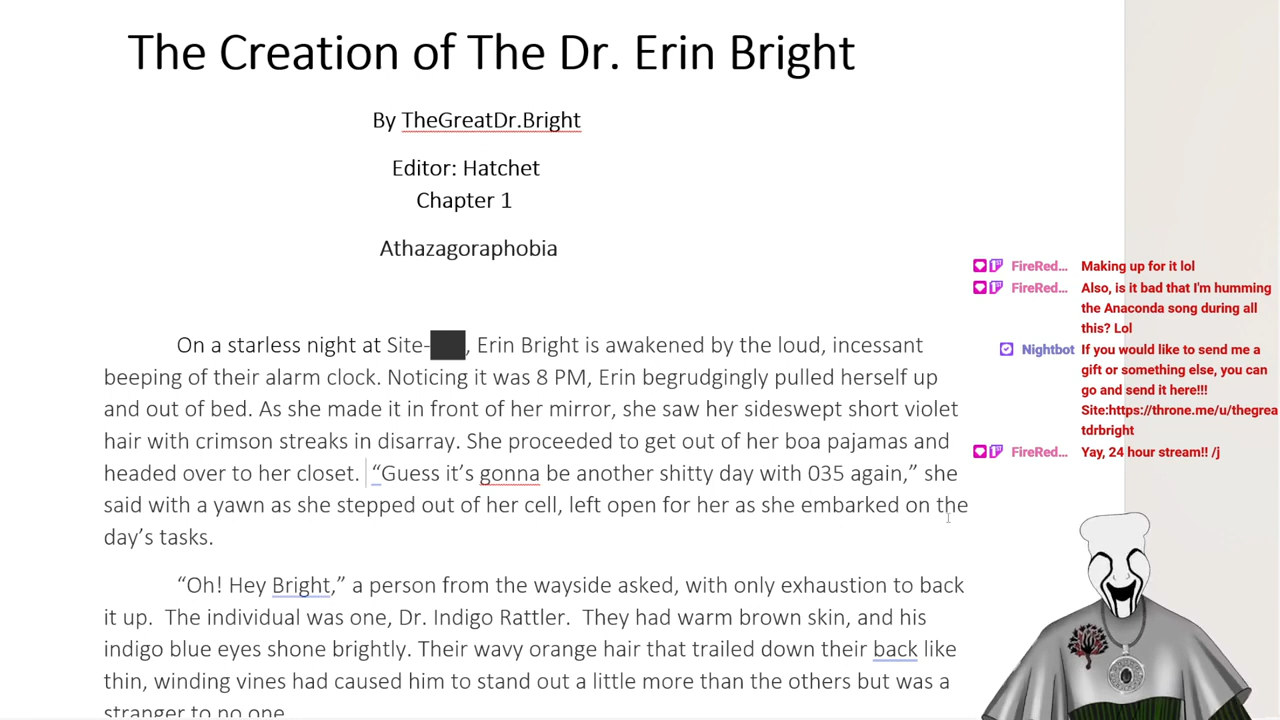 The Creation of The Dr. Erin Bright
By TheGreatDr.Bright
Editor: Hatchet
Chapter 1
Athazagoraphobia
On a starless night at Site-, Erin Bright is awakened by the loud, incessant
beeping of their alarm clock. Noticing it was 8 PM, Erin begrudgingly pulled herself up
and out of bed. As she made it in front of her mirror, she saw her sideswept short violet
hair with crimson streaks in disarray. She proceeded to get out of her boa pajamas and
headed over to her closet. “Guess it’s gonna be another shitty day with 035 again,” she
said with a yawn as she stepped out of her cell, left open for her as she embarked on the
day’s tasks.
“Oh! Hey Bright,” a person from the wayside asked, with only exhaustion to back
it up.  The individual was one, Dr. Indigo Rattler.  They had warm brown skin, and his
indigo blue eyes shone brightly. Their wavy orange hair that trailed down their back like
thin, winding vines had caused him to stand out a little more than the others but was a
stranger to no one.
FireRed... Making up for it lol
FireRed... Also, is it bad that I'm humming
the Anaconda song during all
this? Lol
Nightbot If you would like to send me a
gift or something else, you can
go and send it here!!!
Site:https://throne.me/u/thegrea
tdrbright
FireRed... Yay, 24 hour stream!! /j